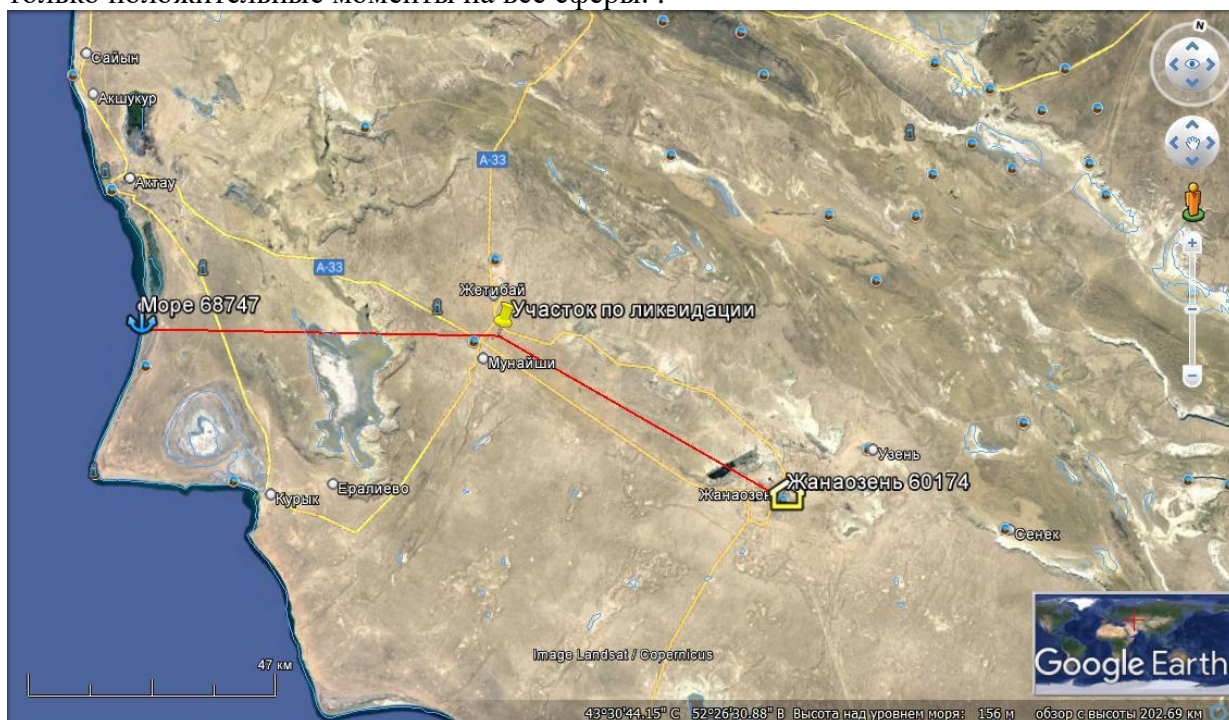 только положительные моменты на все сферы. .
N
Сайын
Акшукур
A-33
Актау
A-33
Жетибай
Море 68747
Участок по ликвидации
Мунайши
Узень
Жанаозень 60174
Жанаозень
Курык
Ералиево
Сенек
Image Landsat / Copernicus
47 км
Google Earth
43°30'44.15" С 52°26'30.88" В Высота над уровнем моря: 156 м обзор с высоты 202.69 км